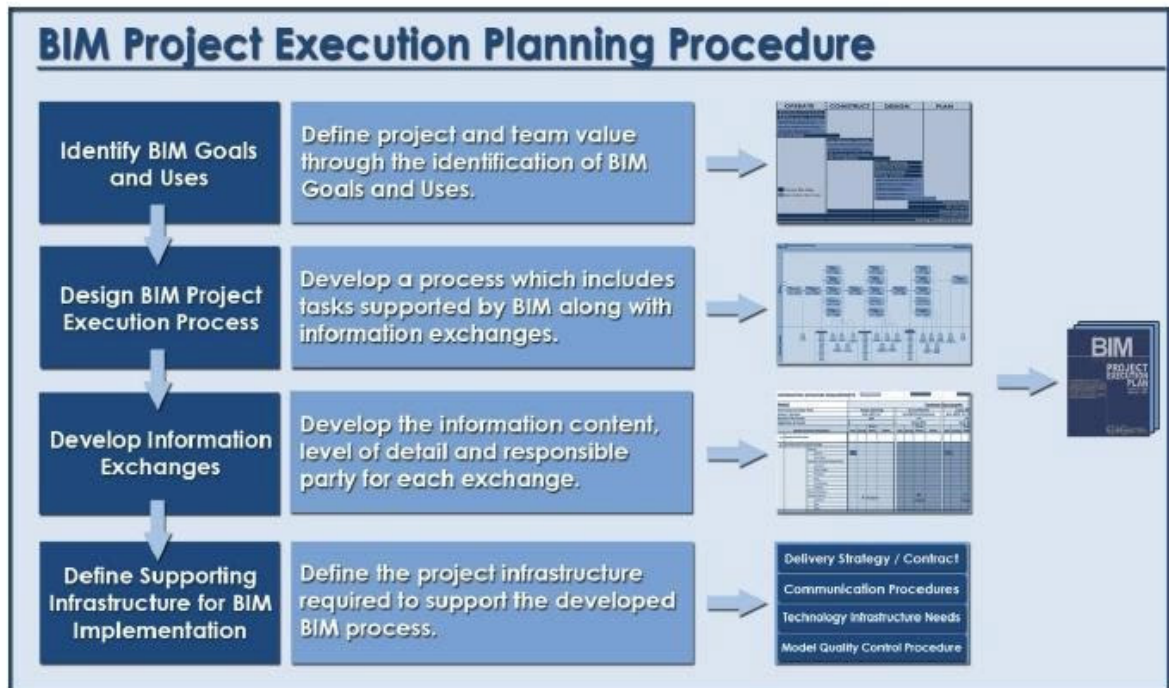 BIM Project Execution Planning Procedure
Identify BIM Goals
and Uses
Define project and team value
through the identification of BIM
Goals and Uses.
OPERATE CONSTRUCT DESIGN PLAN
Design BIM Project
Execution Process
Develop a process which includes
tasks supported by BIM along with
information exchanges.
Develop Information
Exchanges
Develop the information content,
level of detail and responsible
party for each exchange.
Define Supporting
Infrastructure for BIM
Implementation
Define the project infrastructure
required to support the developed
BIM process.
Delivery Strategy / Contract
Communication Procedures
Technology Infrastructure Needs
Model Quality Control Procedure
BIM
PROJECT
EXECUTION
PLAN